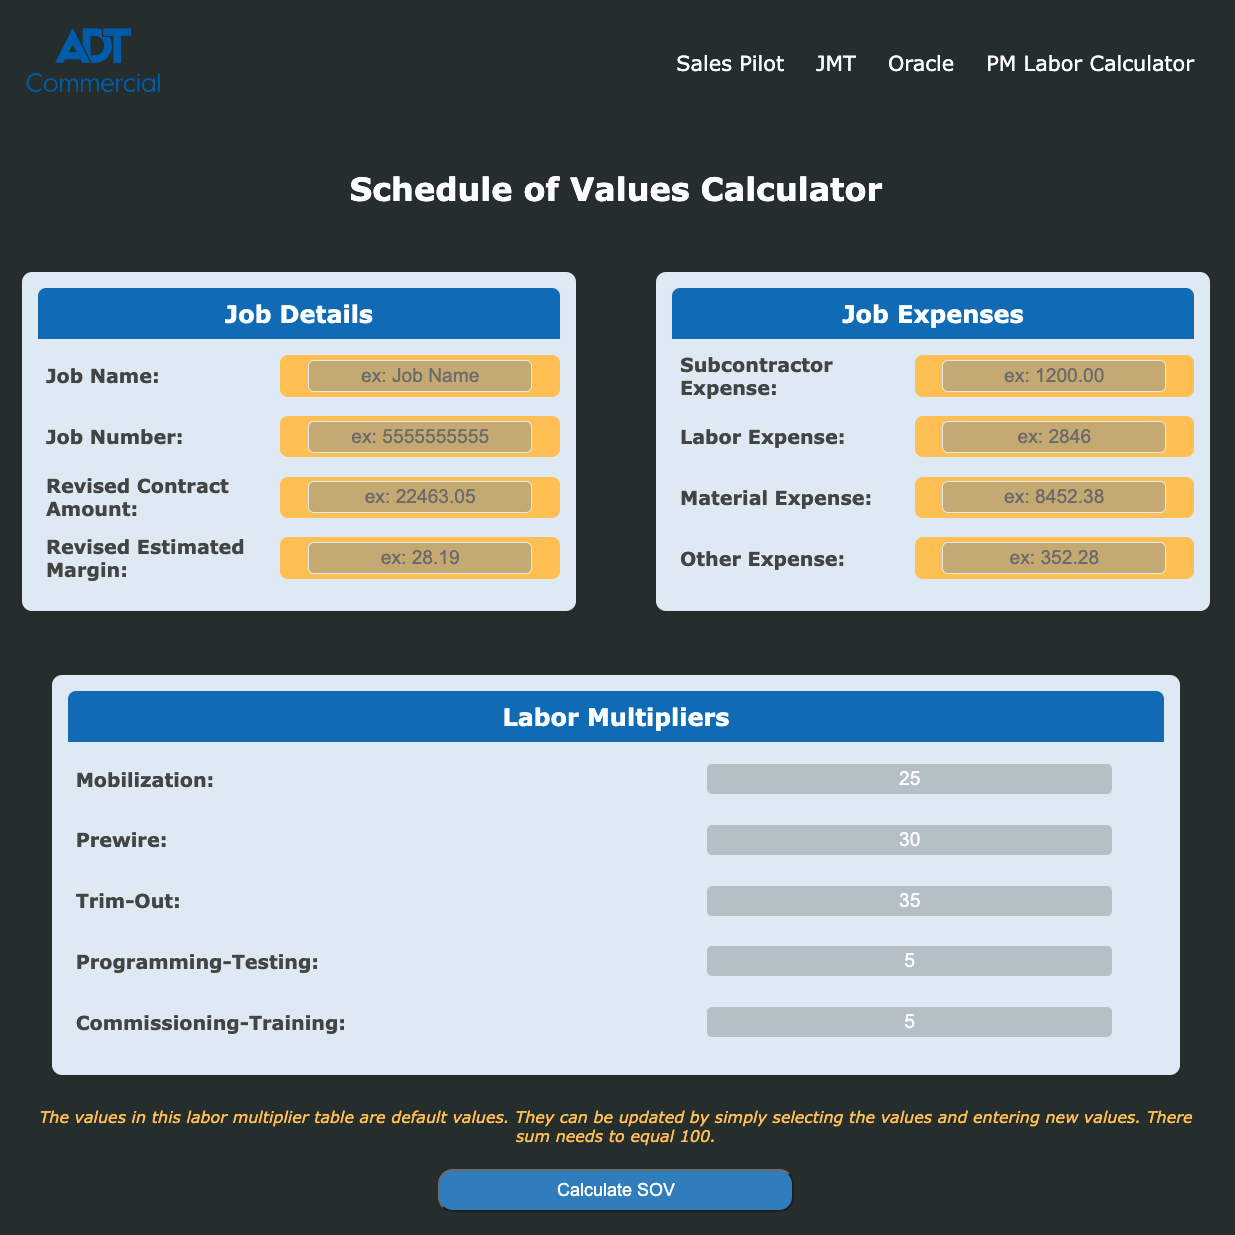 ADT
Commercial
Sales Pilot JMT Oracle PM Labor Calculator
Schedule of Values Calculator
Job Details
Job Name: ex: Job Name
Job Number: ex: 5555555555
Revised Contract
Amount: ex: 22463.05
Revised Estimated
Margin: ex: 28.19
Job Expenses
Subcontractor
Expense: ex: 1200.00
Labor Expense: ex: 2846
Material Expense: ex: 8452.38
Other Expense: ex: 352.28
Labor Multipliers
Mobilization: 25
Prewire: 30
Trim-Out: 35
Programming-Testing: 5
Commissioning-Training: 5
The values in this labor multiplier table are default values. They can be updated by simply selecting the values and entering new values. There
sum needs to equal 100.
Calculate SOV